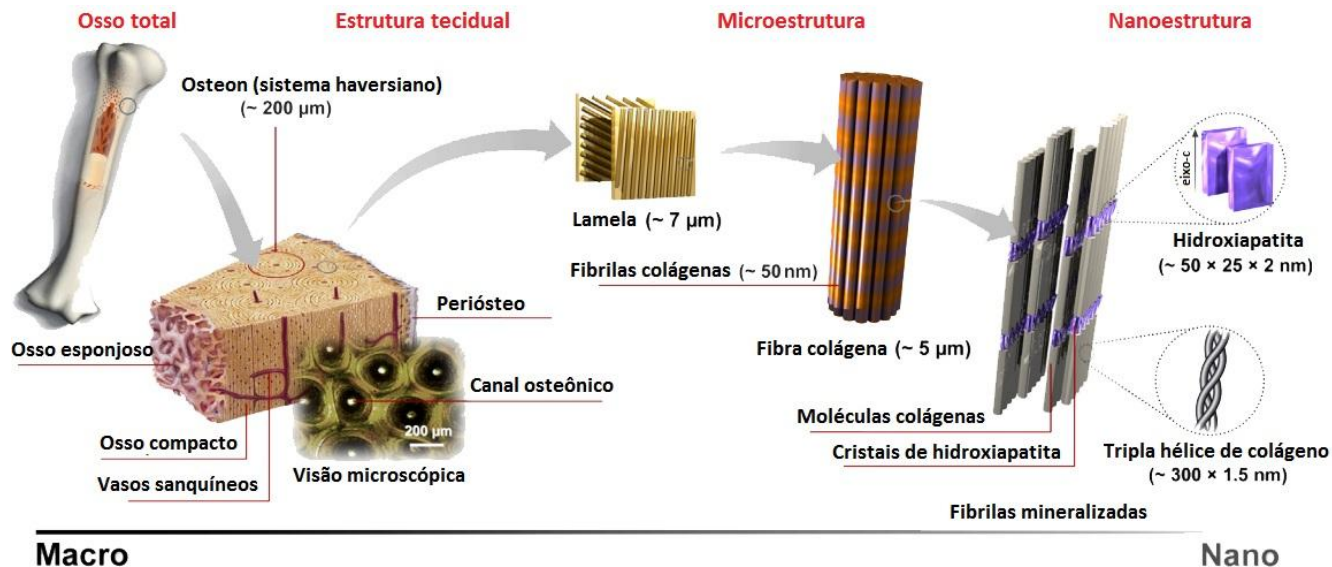 Osso total
Estrutura tecidual
Microestrutura
Nanoestrutura
Osteon (sistema haversiano)
(~ 200 µm)
Lamela (~ 7 µm)
Fibrilas colágenas (~ 50 nm)
Periósteo
Osso esponjoso
Canal osteônico
200 µm
Osso compacto
Vasos sanquíneos
Visão microscópica
Fibra colágena (~ 5 µm)
eixo-c
Hidroxiapatita
(~ 50 × 25 × 2 nm)
Moléculas colágenas
Cristais de hidroxiapatita
Tripla hélice de colágeno
(~ 300 × 1.5 nm)
Fibrilas mineralizadas
Macro
Nano